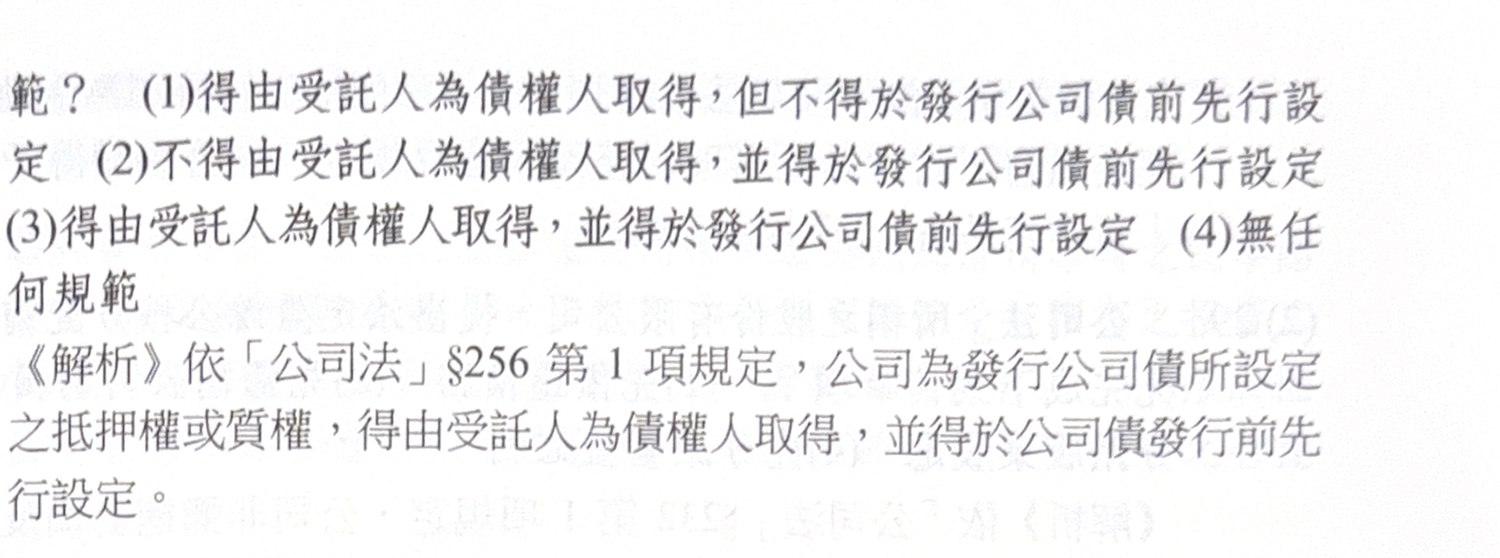 範？ (1)得由受託人為債權人取得，但不得於發行公司債前先行設
定 (2)不得由受託人為債權人取得，並得於發行公司債前先行設定
(3)得由受託人為債權人取得，並得於發行公司債前先行設定 (4)無任
何規範
《解析》依「公司法」§256 第 1 項規定，公司為發行公司債所設定
之抵押權或質權，得由受託人為債權人取得，並得於公司債發行前先
行設定。